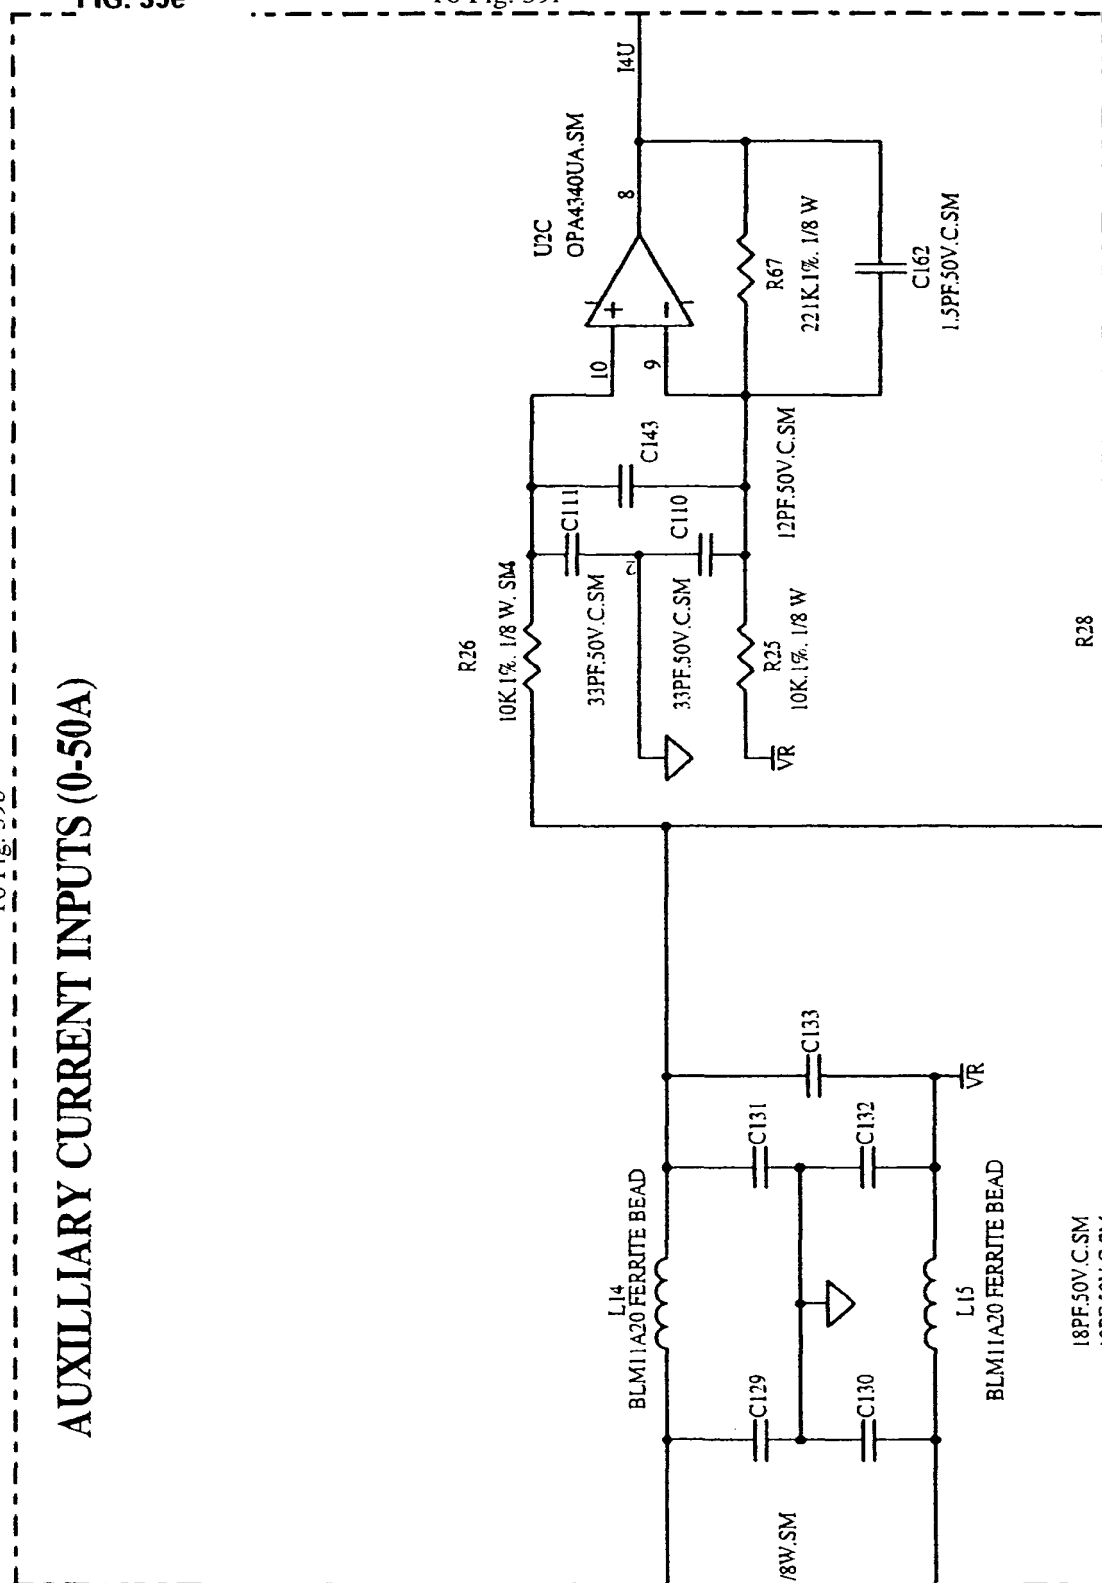 AUXILLIARY CURRENT INPUTS (0-50A)
I4U
U2C
OPA4340UA.SM
8
10
9
R67
221K.1%. 1/8 W
C162
1.5PF.50V.C.SM
C143
12PF.50V.C.SM
C111
33PF.50V.C.SM
C110
33PF.50V.C.SM
R26
10K.1%. 1/8 W. SM
R25
10K.1%. 1/8 W
VR
R28
C133
VR
C131
C132
L14
BLM11A20 FERRITE BEAD
L15
BLM11A20 FERRITE BEAD
C129
C130
/8W.SM
18PF.50V.C.SM